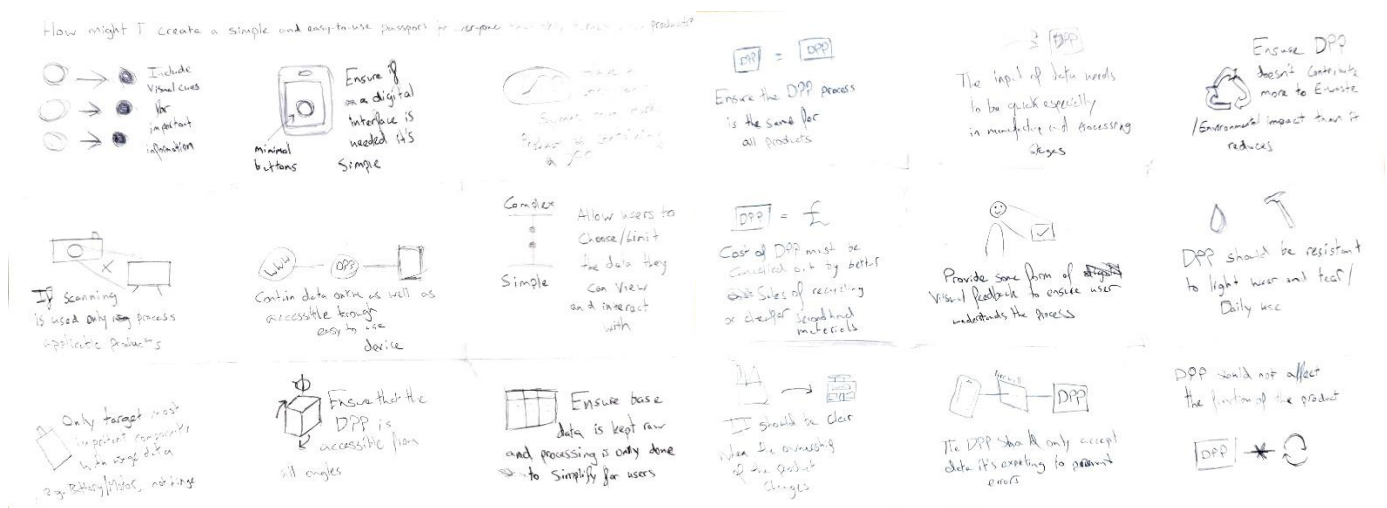 How might I create a simple and easy-to-use passport for everyone products?
Include
Visual cues
for
important
information
minimal
buttons
Ensure if
a digital
interface is
needed it's
Simple
DPP = DPP
Ensure the DPP process
is the same for
all products
DPP
The input of data needs
to be quick especially
in manufacturing and processing
stages
Ensure DPP
doesn't contribute
more to E-waste
/Environmental impact than it
reduces
If scanning
is used only process
applicable products
WWW
DPP
Contain data online as well as
accessible through
easy to use
device
Complex
Simple
Allow users to
Choose/Limit
the data they
can view
and interact
with
DPP = £
Cost of DPP must be
cancelled out by better
Sales of recycling
or cheaper secondhand
materials
Provide some form of
Visual feedback to ensure user
understands the process
DPP should be resistant
to light wear and tear/
Daily use
Only target most
important components
with usage data
e.g. Battery/Motor, not hinge
Ensure that the
DPP is
accessible from
all angles
Ensure base
data is kept raw
and processing is only done
to Simplify for users
It should be clear
when the ownership
of the product
changes
DPP
The DPP should only accept
data it's expecting to prevent
errors
DPP should not affect
the function of the product
DPP